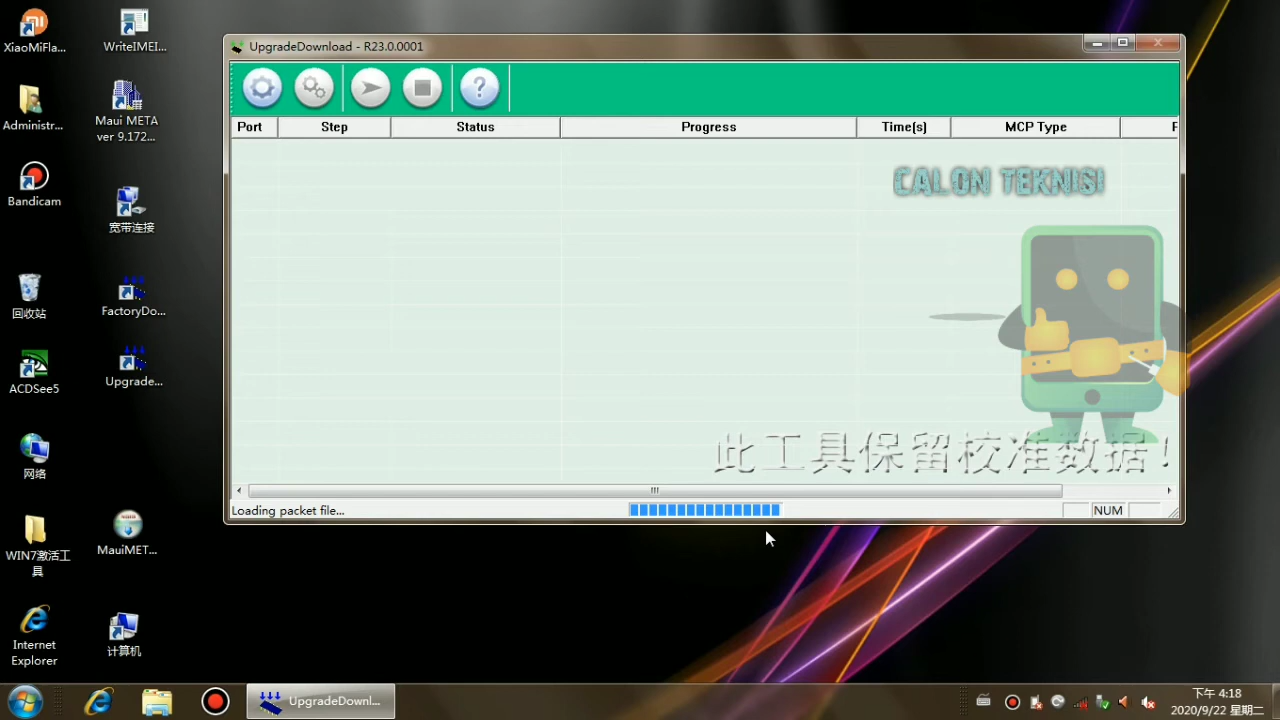 XiaoMiFla...
WriteIMEI...
Administr...
Maui META
ver 9.172...
Bandicam
宽带连接
回收站
FactoryDo...
ACDSee5
Upgrade...
网络
WIN7激活工
具
MauiMET...
Internet
Explorer
计算机
UpgradeDownload - R23.0.0001
Port Step Status Progress Time(s) MCP Type
CALON TEKNISI
此工具保留校准数据!
Loading packet file...
NUM
UpgradeDownl...
下午 4:18
2020/9/22 星期二